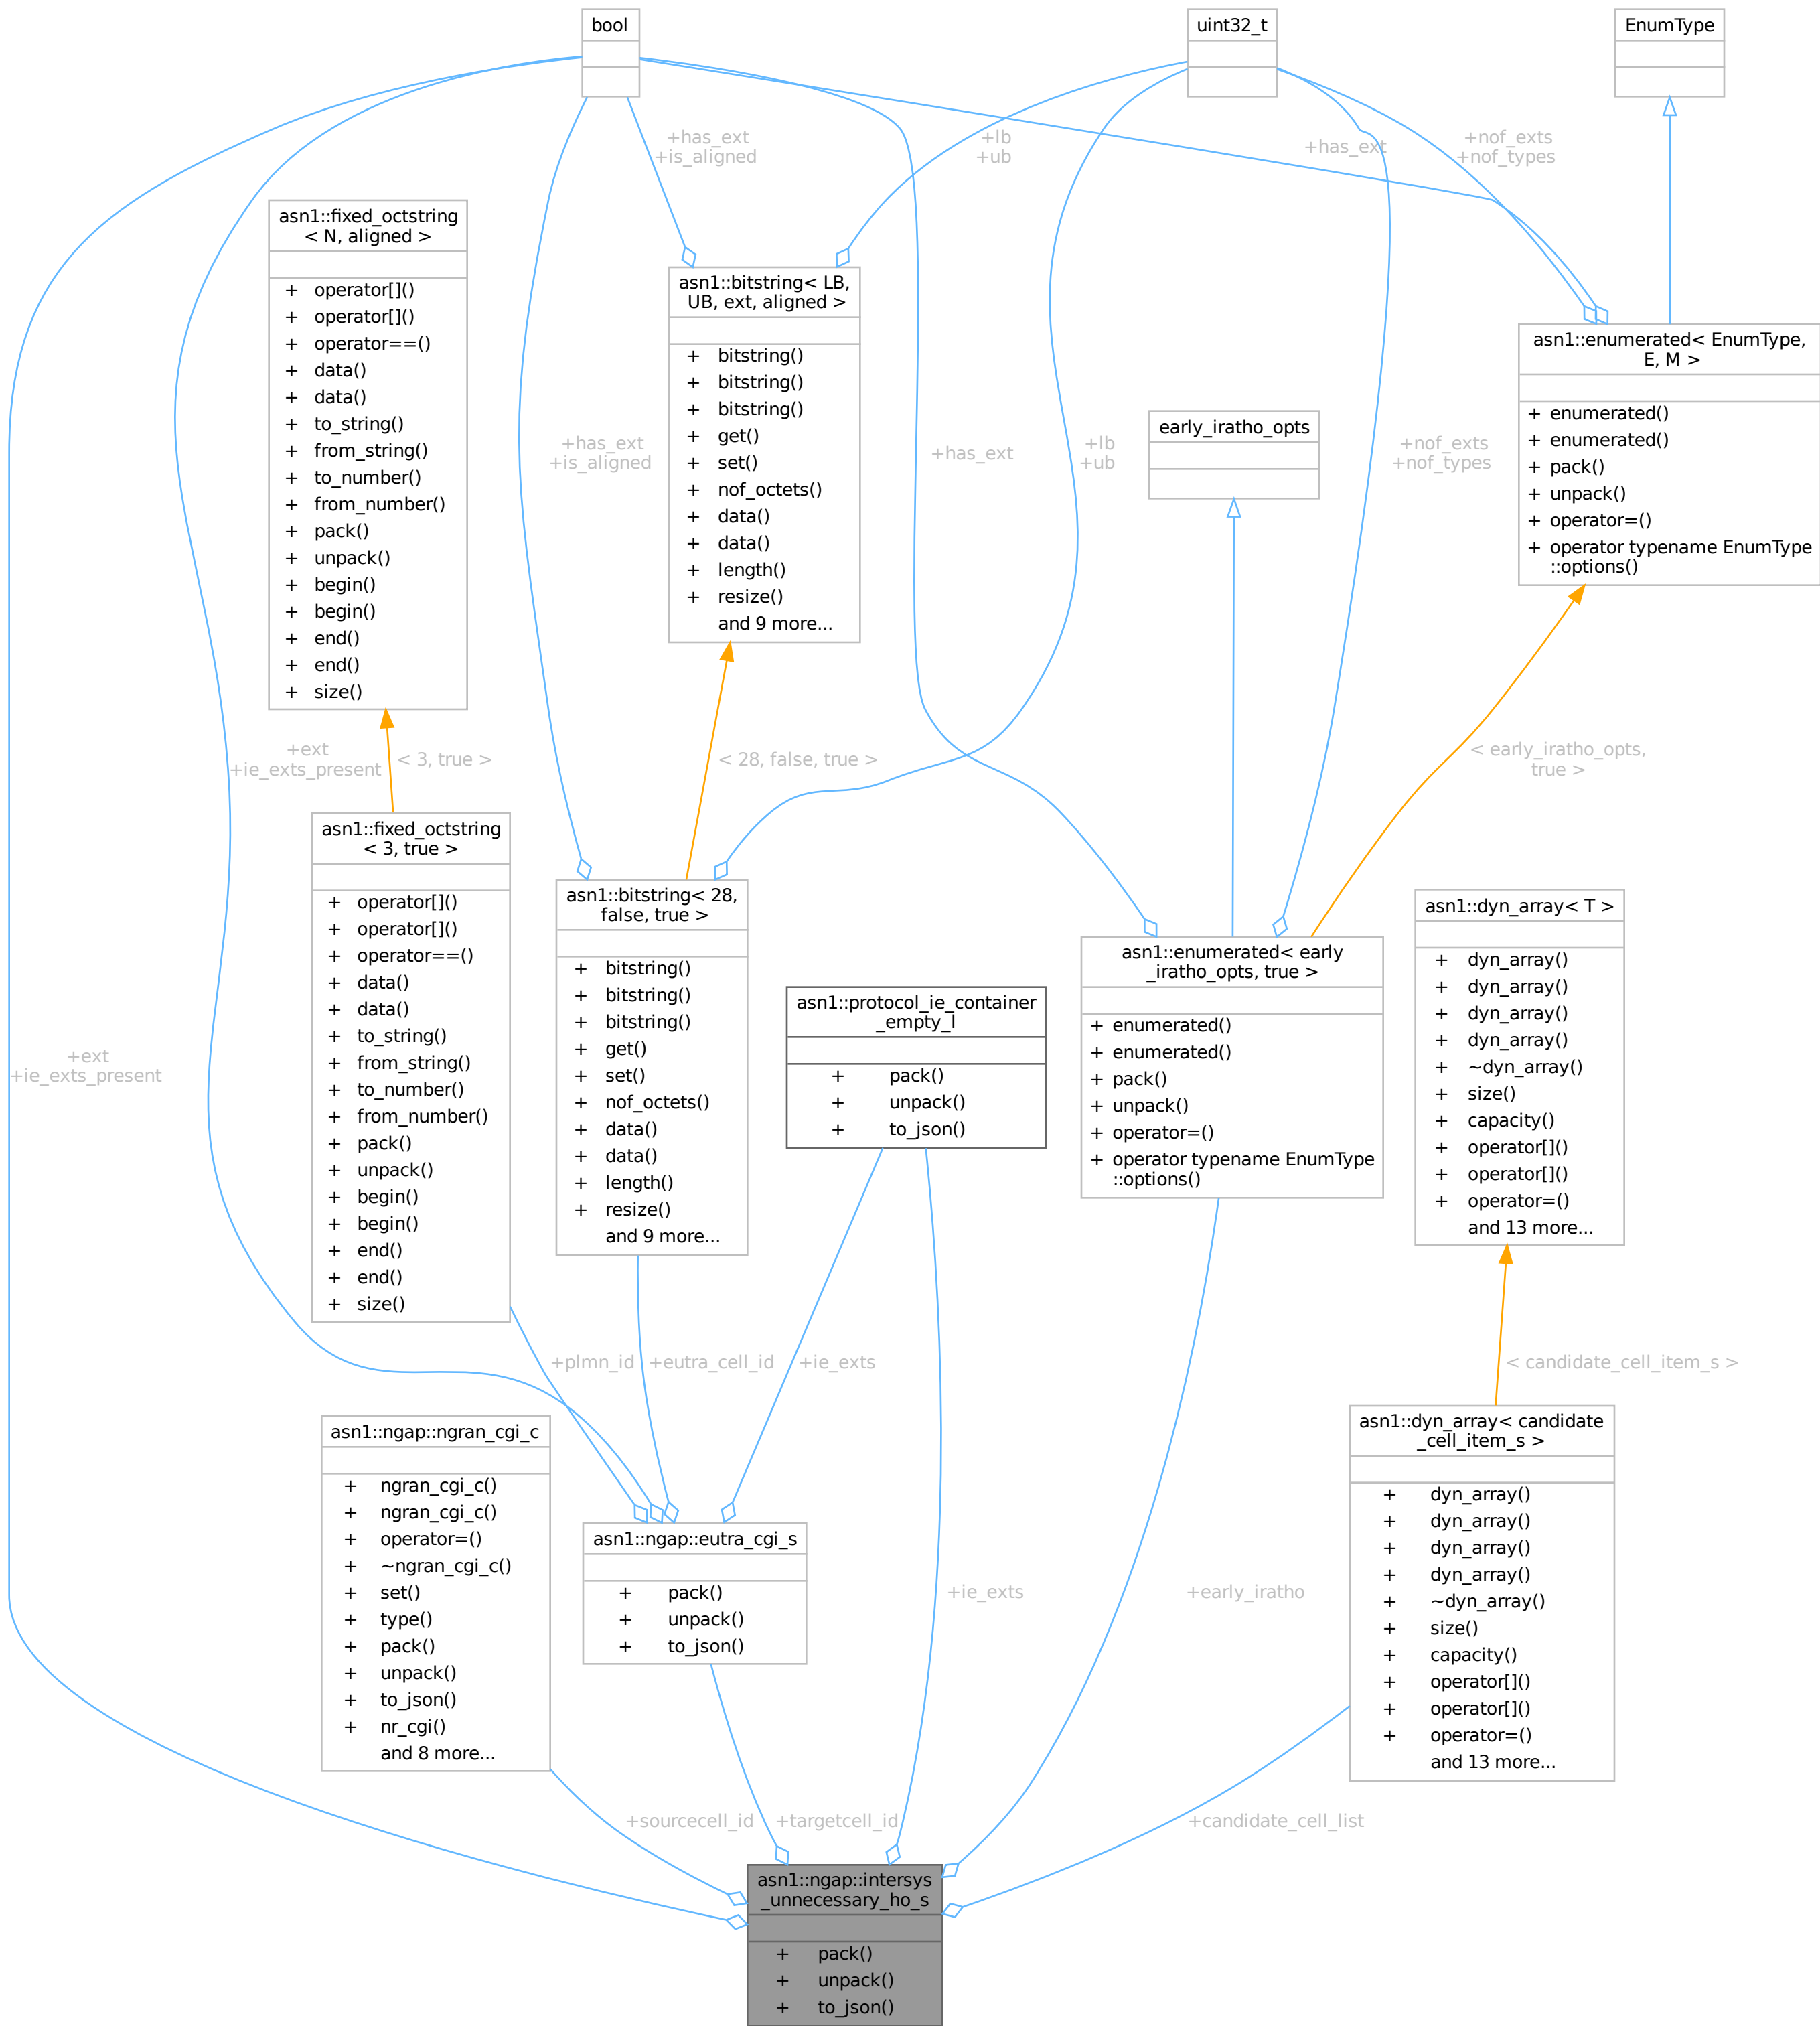 bool
uint32_t
EnumType
+has_ext
+is_aligned
+lb
+ub
+has_ext
+nof_exts
+nof_types
asn1::fixed_octstring
< N, aligned >
+ operator[]()
+ operator[]()
+ operator==()
+ data()
+ data()
+ to_string()
+ from_string()
+ to_number()
+ from_number()
+ pack()
+ unpack()
+ begin()
+ begin()
+ end()
+ end()
+ size()
asn1::bitstring< LB,
UB, ext, aligned >
+ bitstring()
+ bitstring()
+ bitstring()
+ get()
+ set()
+ nof_octets()
+ data()
+ data()
+ length()
+ resize()
and 9 more...
asn1::enumerated< EnumType,
E, M >
+ enumerated()
+ enumerated()
+ pack()
+ unpack()
+ operator=()
+ operator typename EnumType
::options()
early_iratho_opts
+has_ext
+is_aligned
+has_ext
+lb
+ub
+nof_exts
+nof_types
+ext
+ie_exts_present
< 3, true >
< 28, false, true >
< early_iratho_opts,
true >
asn1::fixed_octstring
< 3, true >
+ operator[]()
+ operator[]()
+ operator==()
+ data()
+ data()
+ to_string()
+ from_string()
+ to_number()
+ from_number()
+ pack()
+ unpack()
+ begin()
+ begin()
+ end()
+ end()
+ size()
asn1::bitstring< 28,
false, true >
+ bitstring()
+ bitstring()
+ bitstring()
+ get()
+ set()
+ nof_octets()
+ data()
+ data()
+ length()
+ resize()
and 9 more...
asn1::protocol_ie_container
_empty_l
+ pack()
+ unpack()
+ to_json()
asn1::enumerated< early
_iratho_opts, true >
+ enumerated()
+ enumerated()
+ pack()
+ unpack()
+ operator=()
+ operator typename EnumType
::options()
asn1::dyn_array< T >
+ dyn_array()
+ dyn_array()
+ dyn_array()
+ dyn_array()
+ ~dyn_array()
+ size()
+ capacity()
+ operator[]()
+ operator[]()
+ operator=()
and 13 more...
+ext
+ie_exts_present
+plmn_id
+eutra_cell_id
+ie_exts
< candidate_cell_item_s >
asn1::ngap::ngran_cgi_c
+ ngran_cgi_c()
+ ngran_cgi_c()
+ operator=()
+ ~ngran_cgi_c()
+ set()
+ type()
+ pack()
+ unpack()
+ to_json()
+ nr_cgi()
and 8 more...
asn1::ngap::eutra_cgi_s
+ pack()
+ unpack()
+ to_json()
+ie_exts
+early_iratho
asn1::dyn_array< candidate
_cell_item_s >
+ dyn_array()
+ dyn_array()
+ dyn_array()
+ dyn_array()
+ ~dyn_array()
+ size()
+ capacity()
+ operator[]()
+ operator[]()
+ operator=()
and 13 more...
+sourcecell_id
+targetcell_id
+candidate_cell_list
asn1::ngap::intersys
_unnecessary_ho_s
+ pack()
+ unpack()
+ to_json()